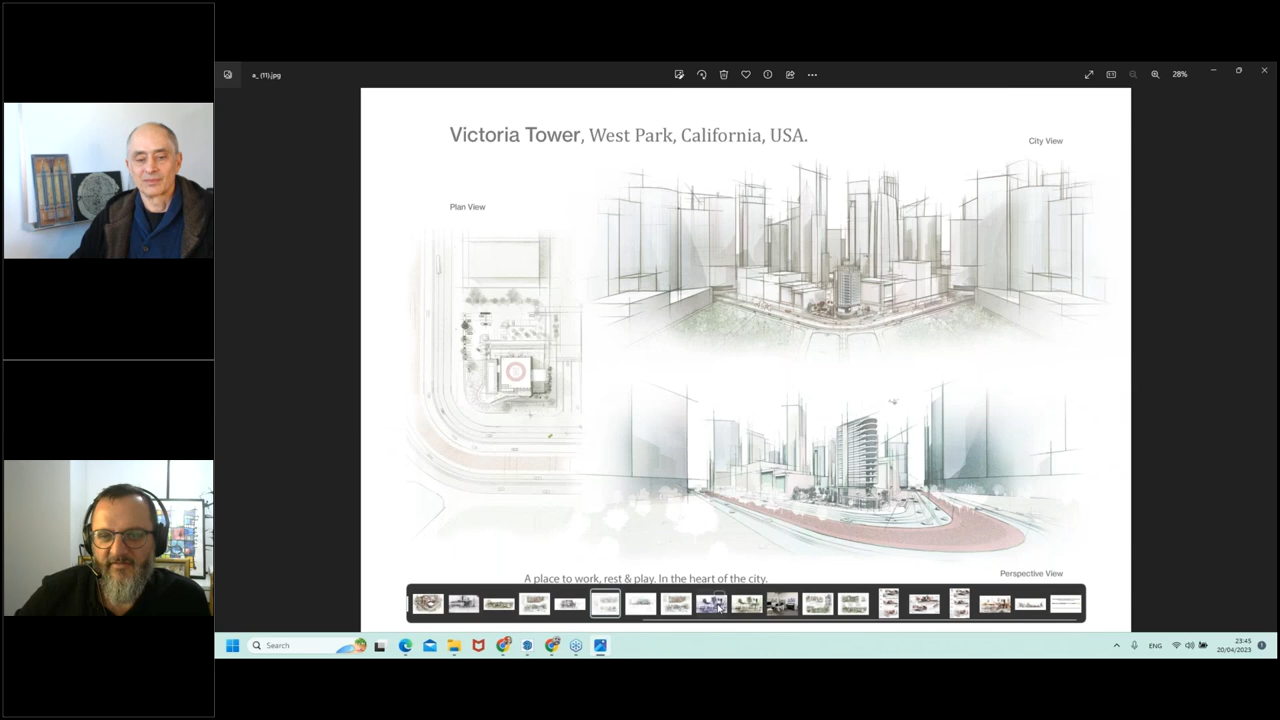 a_ (11).jpg
28%
Victoria Tower, West Park, California, USA.
City View
Plan View
A place to work, rest & play. In the heart of the city.
Perspective View
Search
ENG
23:45
20/04/2023